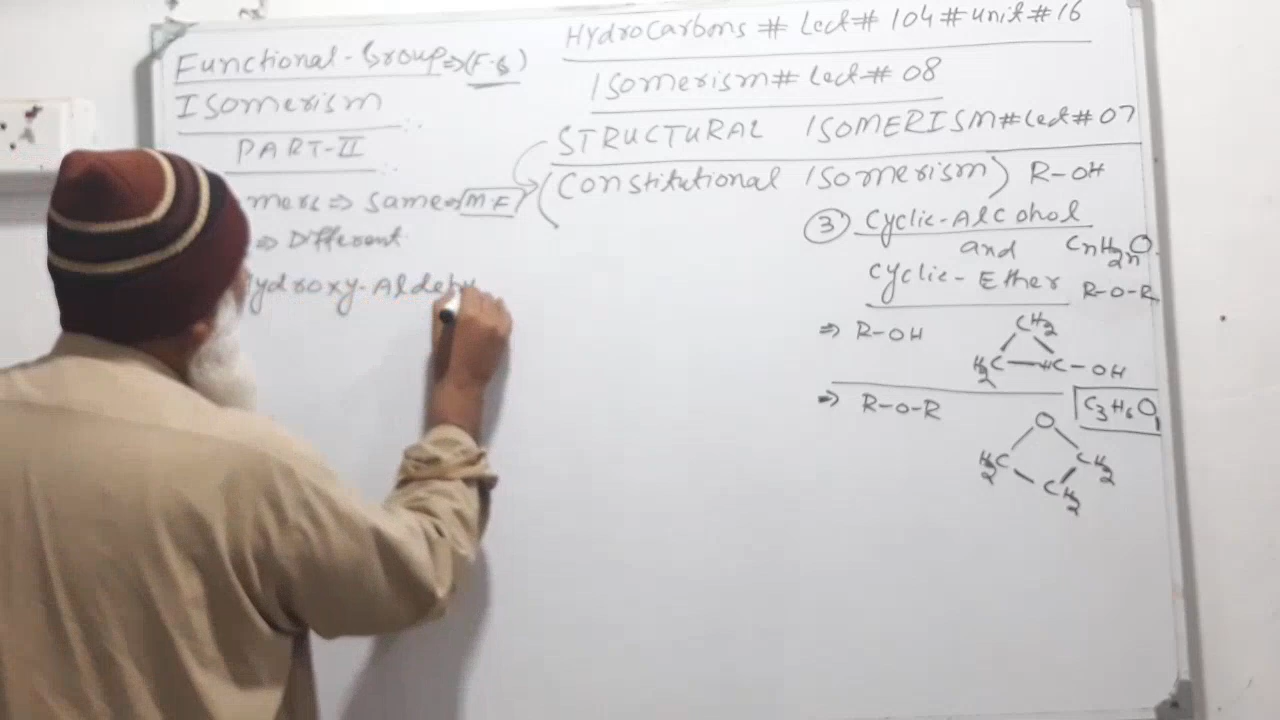 Functional-Group⇒(F.G)
Isomerism
PART-II
mers ⇒ Same⇒ M.F
⇒ Different
ydroxy-Aldehy
Hydrocarbons # Lect# 104 # Unit # 16
Isomerism # Lect # 08
STRUCTURAL ISOMERISM # Lect # 07
(Constitutional Isomerism) R-OH
③ Cyclic-Alcohol
and CnH2nO
Cyclic-Ether R-O-R
⇒ R-OH
CH2
H2C — HC - OH
⇒ R-O-R C3H6O
O
H2C CH2
CH2